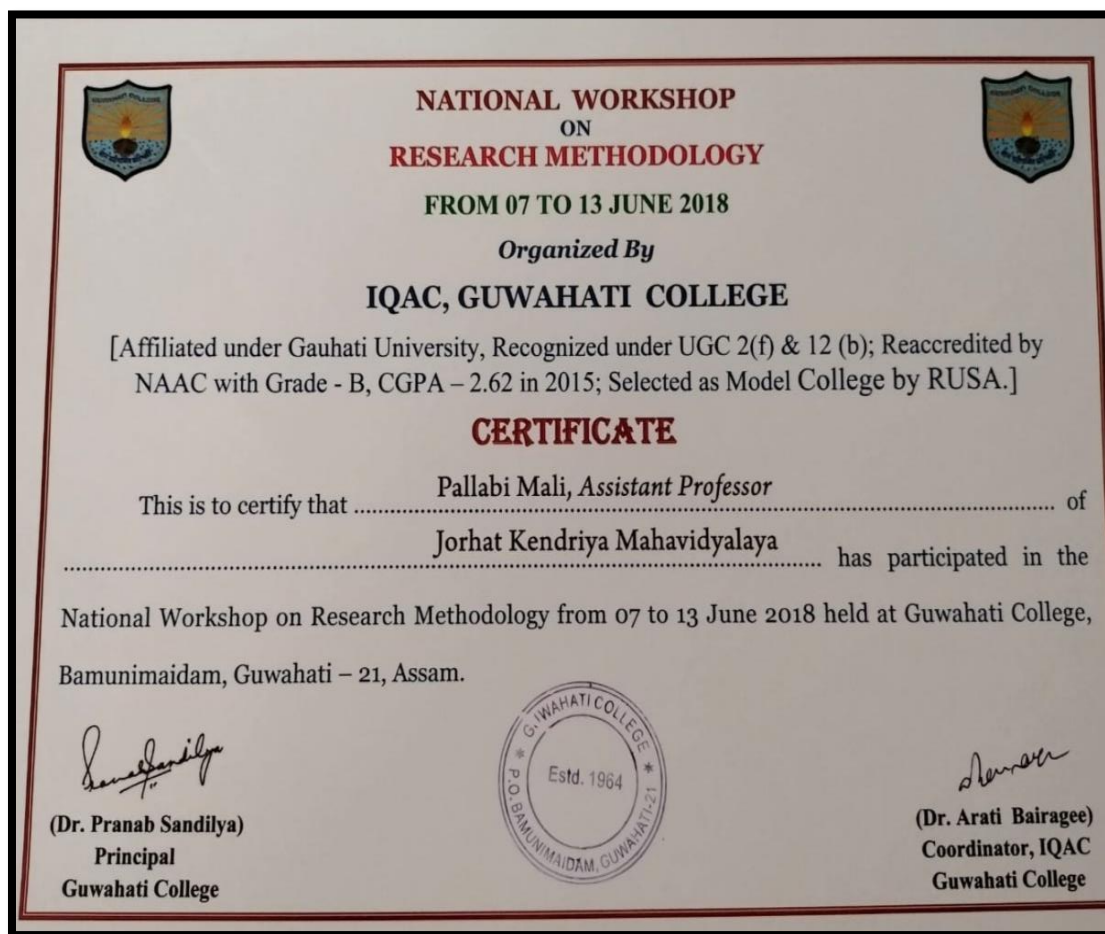 GUWAHATI COLLEGE
GUWAHATI COLLEGE
NATIONAL WORKSHOP
ON
RESEARCH METHODOLOGY
FROM 07 TO 13 JUNE 2018
Organized By
IQAC, GUWAHATI COLLEGE
[Affiliated under Gauhati University, Recognized under UGC 2(f) & 12 (b); Reaccredited by
NAAC with Grade - B, CGPA – 2.62 in 2015; Selected as Model College by RUSA.]
CERTIFICATE
This is to certify that Pallabi Mali, Assistant Professor of
Jorhat Kendriya Mahavidyalaya has participated in the
National Workshop on Research Methodology from 07 to 13 June 2018 held at Guwahati College,
Bamunimaidam, Guwahati – 21, Assam.
G. IWAHATI COLLEGE
Estd. 1964
* P.O. BAMUNIMAIDAM, GUWAHATI-21 *
(Dr. Pranab Sandilya)
Principal
Guwahati College
(Dr. Arati Bairagee)
Coordinator, IQAC
Guwahati College